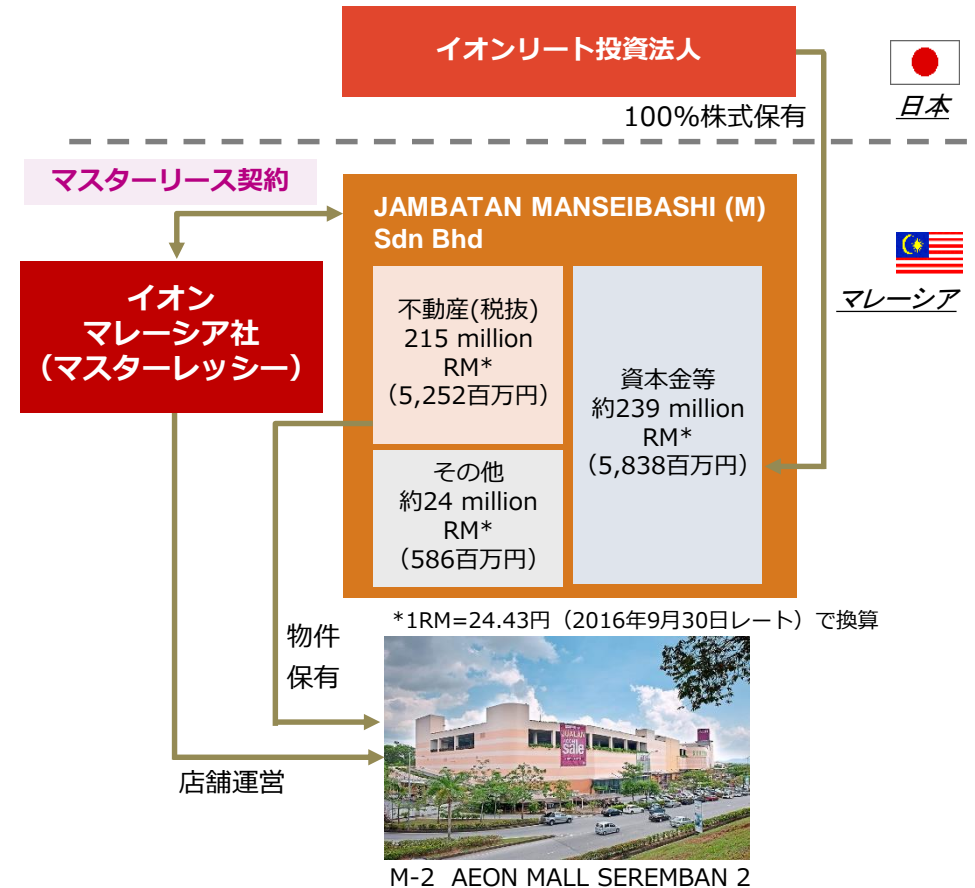 イオンリート投資法人
日本
100%株式保有
マスターリース契約
JAMBATAN MANSEIBASHI (M)
Sdn Bhd
マレーシア
イオン
マレーシア社
（マスターレッシー）
不動産(税抜)
215 million
RM*
（5,252百万円）
資本金等
約239 million
RM*
（5,838百万円）
その他
約24 million
RM*
（586百万円）
*1RM=24.43円（2016年9月30日レート）で換算
物件
保有
JUALAN
sale
店舗運営
M-2 AEON MALL SEREMBAN 2